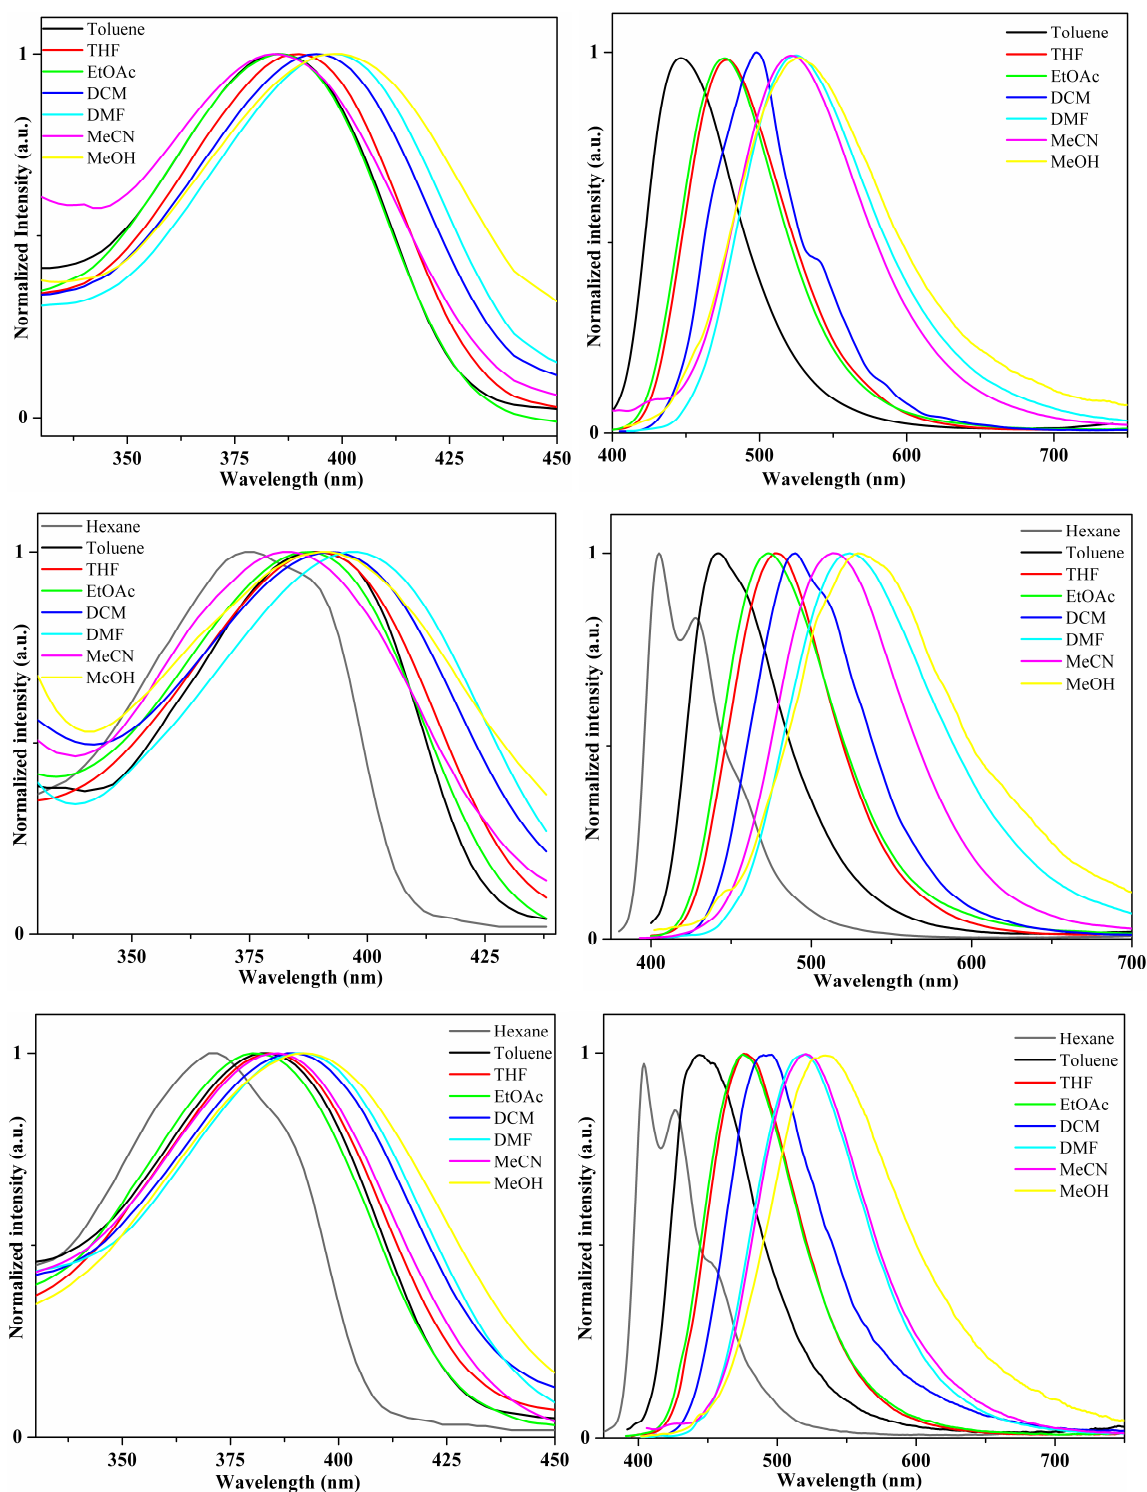 Toluene
THF
EtOAc
DCM
DMF
MeCN
MeOH
Normalized Intensity (a.u.)
1
0
350
375
400
425
450
Wavelength (nm)
Toluene
THF
EtOAc
DCM
DMF
MeCN
MeOH
Normalized intensity (a.u.)
1
0
400
500
600
700
Wavelength (nm)
Hexane
Toluene
THF
EtOAc
DCM
DMF
MeCN
MeOH
Normalized intensity (a.u.)
1
0
350
375
400
425
Wavelength (nm)
Hexane
Toluene
THF
EtOAc
DCM
DMF
MeCN
MeOH
Normalized intensity (a.u.)
1
0
400
500
600
700
Wavelength (nm)
Hexane
Toluene
THF
EtOAc
DCM
DMF
MeCN
MeOH
Normalized intensity (a.u.)
1
0
350
375
400
425
450
Wavelength (nm)
Hexane
Toluene
THF
EtOAc
DCM
DMF
MeCN
MeOH
Normalized intensity (a.u.)
1
0
400
500
600
700
Wavelength (nm)